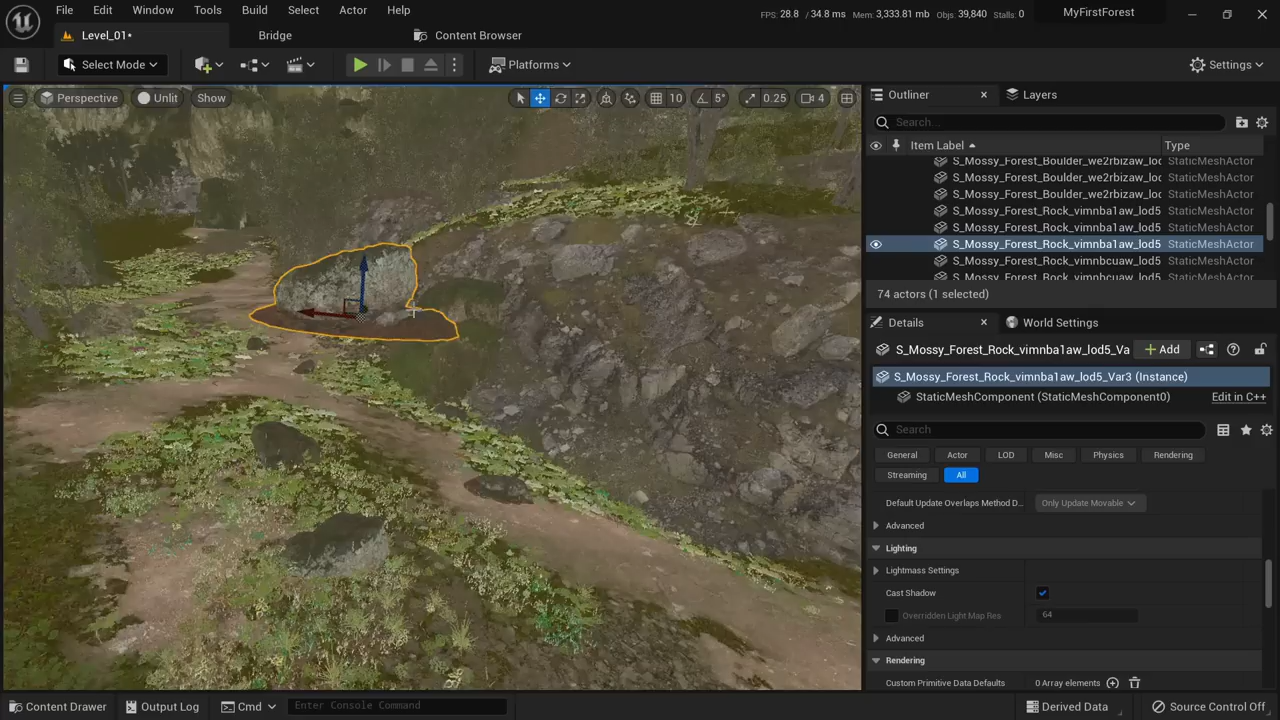 File Edit Window Tools Build Select Actor Help
FPS: 28.8 / 34.8 ms Mem: 3,333.81 mb Objs: 39,840 Stalls: 0
MyFirstForest
Level_01*
Bridge
Content Browser
Select Mode
Platforms
Settings
Perspective
Unlit
Show
10
5°
0.25
4
Outliner
Layers
Search...
Item Label
Type
S_Mossy_Forest_Boulder_we2rbizaw_loc StaticMeshActor
S_Mossy_Forest_Boulder_we2rbizaw_loc StaticMeshActor
S_Mossy_Forest_Boulder_we2rbizaw_loc StaticMeshActor
S_Mossy_Forest_Rock_vimnba1aw_lod5 StaticMeshActor
S_Mossy_Forest_Rock_vimnba1aw_lod5 StaticMeshActor
S_Mossy_Forest_Rock_vimnba1aw_lod5 StaticMeshActor
S_Mossy_Forest_Rock_vimnbcuaw_lod5 StaticMeshActor
S_Mossy_Forest_Rock_vimnbcuaw_lod5 StaticMeshActor
74 actors (1 selected)
Details
World Settings
S_Mossy_Forest_Rock_vimnba1aw_lod5_Va
Add
S_Mossy_Forest_Rock_vimnba1aw_lod5_Var3 (Instance)
StaticMeshComponent (StaticMeshComponent0)
Edit in C++
Search
General Actor LOD Misc Physics Rendering
Streaming All
Default Update Overlaps Method D... Only Update Movable
Advanced
Lighting
Lightmass Settings
Cast Shadow
Overridden Light Map Res 64
Advanced
Rendering
Custom Primitive Data Defaults 0 Array elements
Content Drawer
Output Log
Cmd
Enter Console Command
Derived Data
Source Control Off